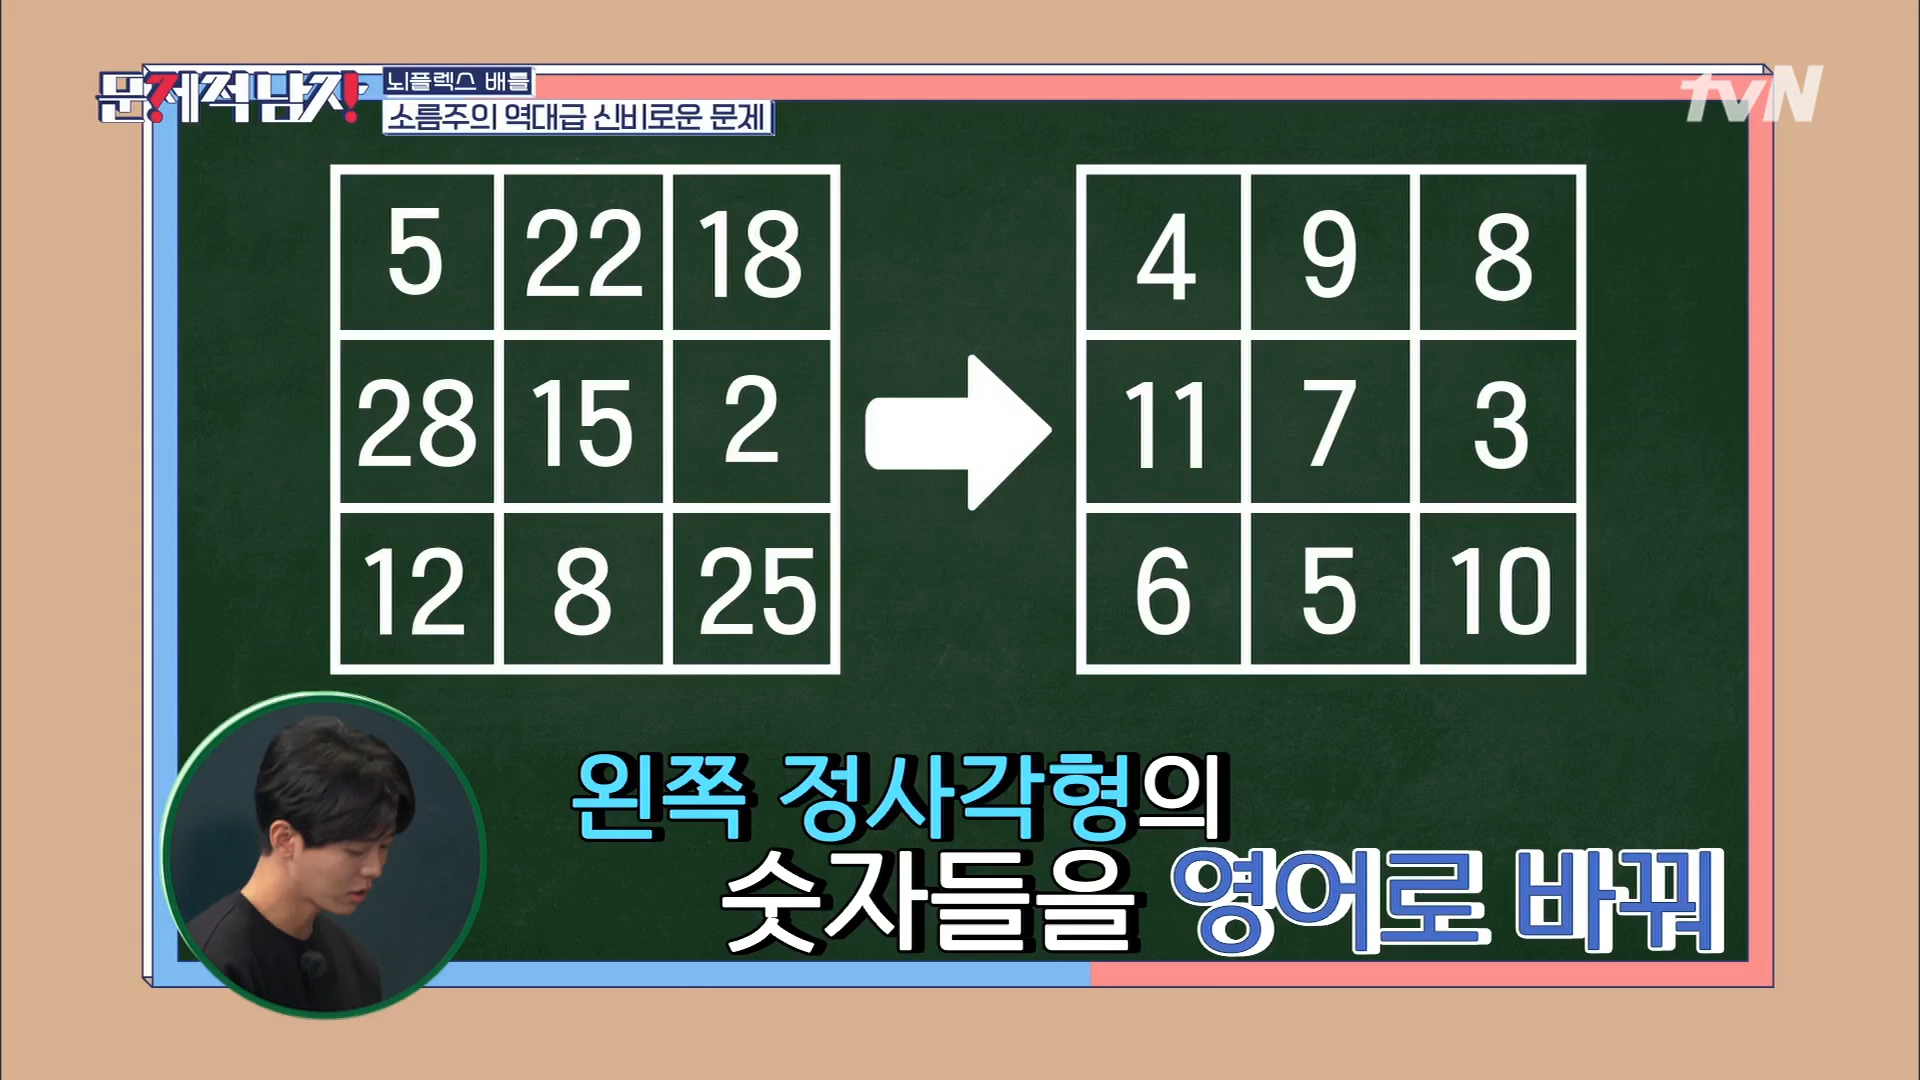 문제적남자!
뇌플렉스 배틀
소름주의 역대급 신비로운 문제
tvN
5 22 18
28 15 2
12 8 25
4 9 8
11 7 3
6 5 10
왼쪽 정사각형의
숫자들을 영어로 바꿔